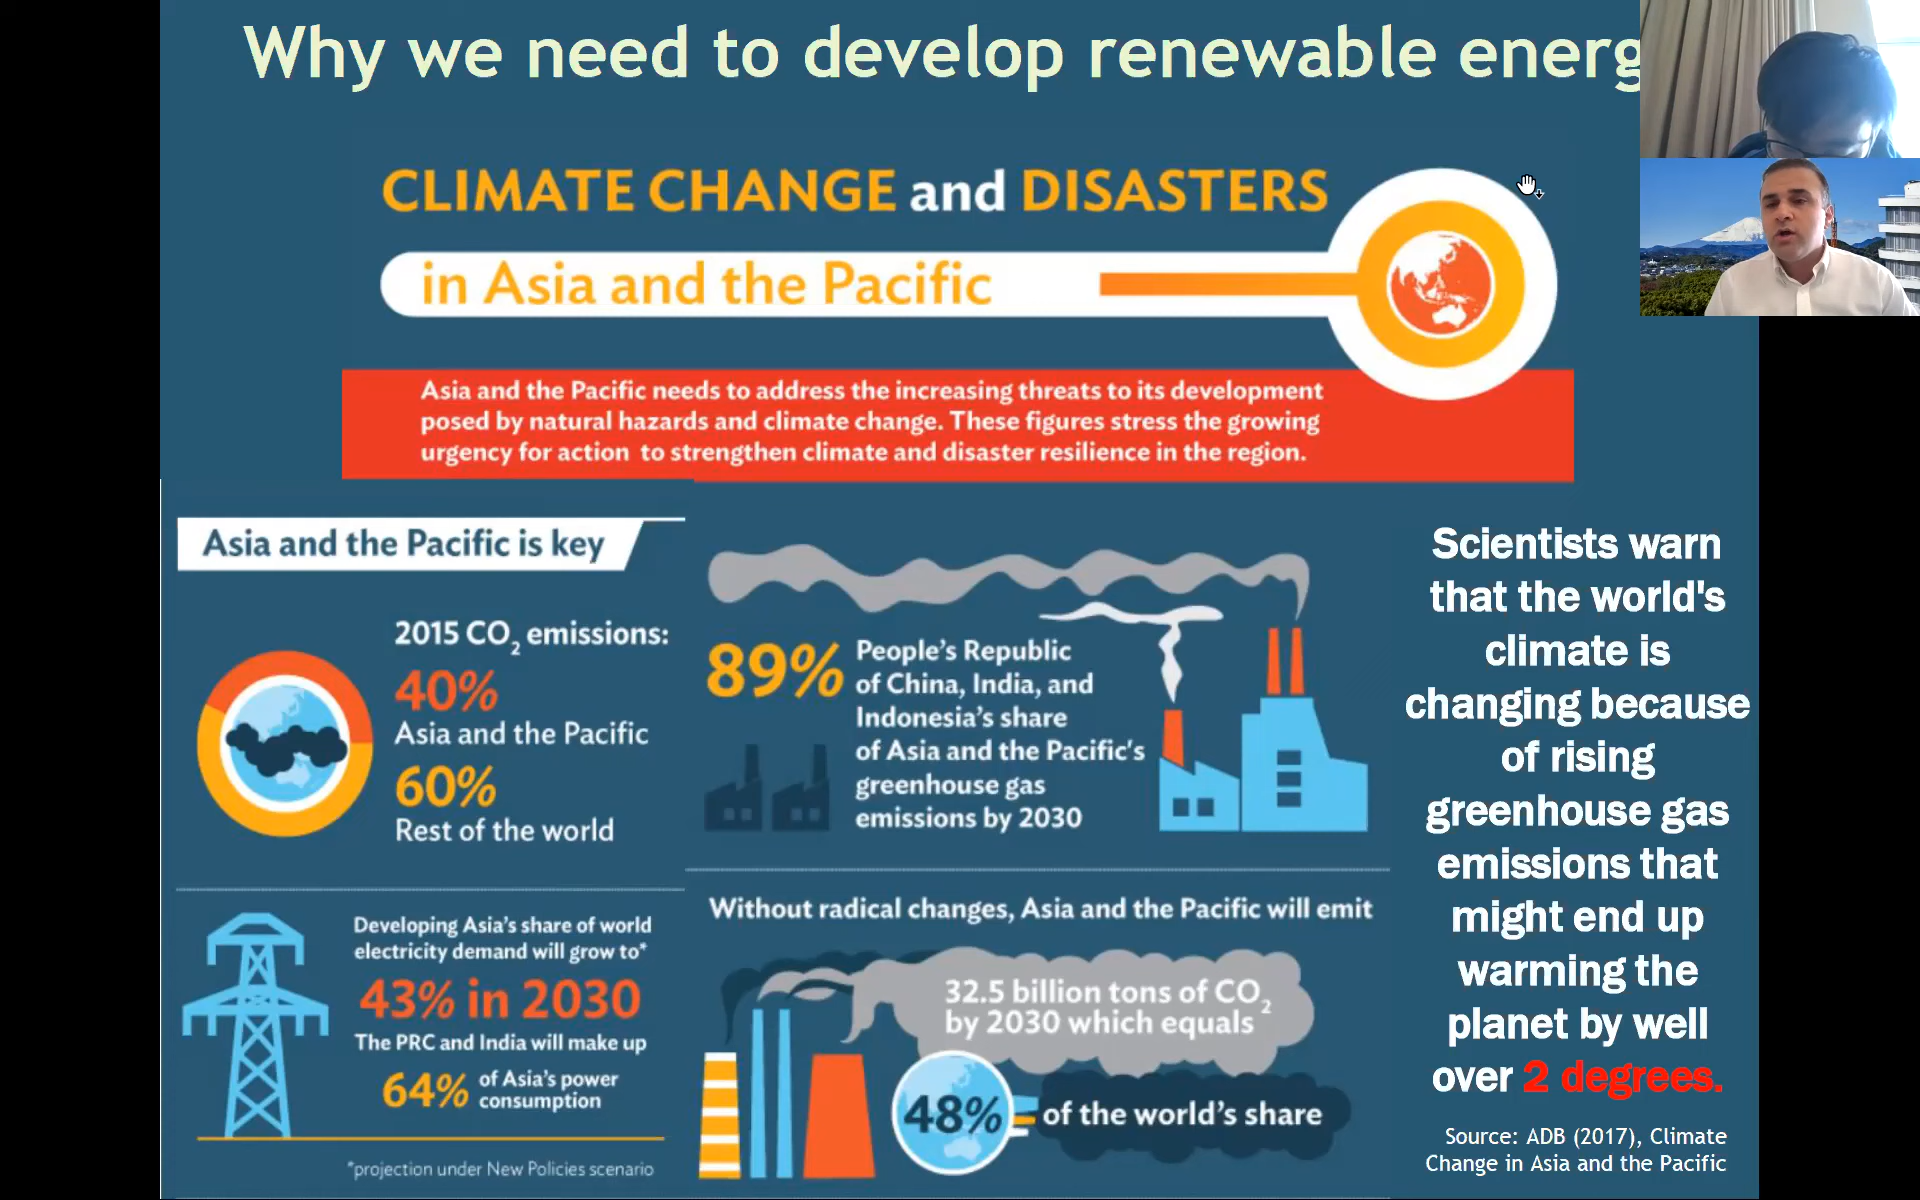 Why we need to develop renewable energ
CLIMATE CHANGE and DISASTERS
in Asia and the Pacific
Asia and the Pacific needs to address the increasing threats to its development
posed by natural hazards and climate change. These figures stress the growing
urgency for action to strengthen climate and disaster resilience in the region.
Asia and the Pacific is key
2015 CO2 emissions:
40%
Asia and the Pacific
60%
Rest of the world
89%
People's Republic
of China, India, and
Indonesia's share
of Asia and the Pacific's
greenhouse gas
emissions by 2030
Developing Asia's share of world
electricity demand will grow to*
43% in 2030
The PRC and India will make up
64%
of Asia's power
consumption
*projection under New Policies scenario
Without radical changes, Asia and the Pacific will emit
32.5 billion tons of CO2
by 2030 which equals 2
48%
of the world's share
Scientists warn
that the world's
climate is
changing because
of rising
greenhouse gas
emissions that
might end up
warming the
planet by well
over 2 degrees.
Source: ADB (2017), Climate
Change in Asia and the Pacific